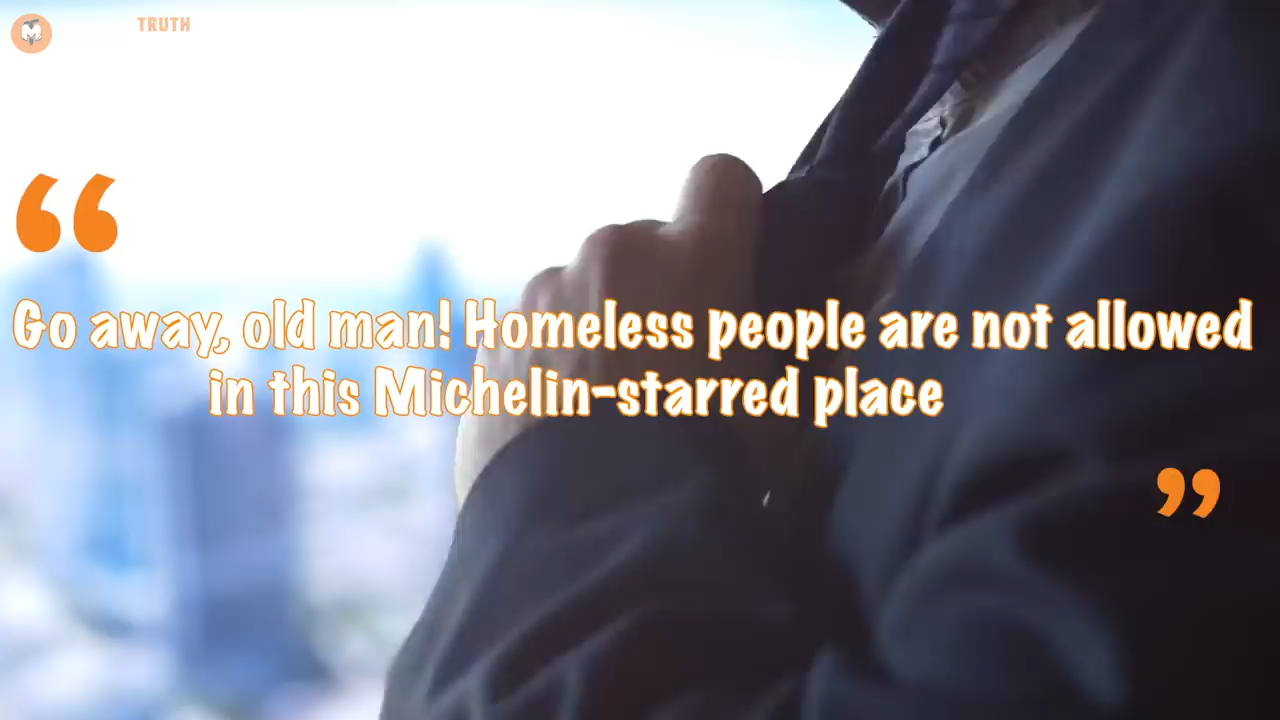 TRUTH
“
Go away, old man! Homeless people are not allowed
in this Michelin-starred place
”